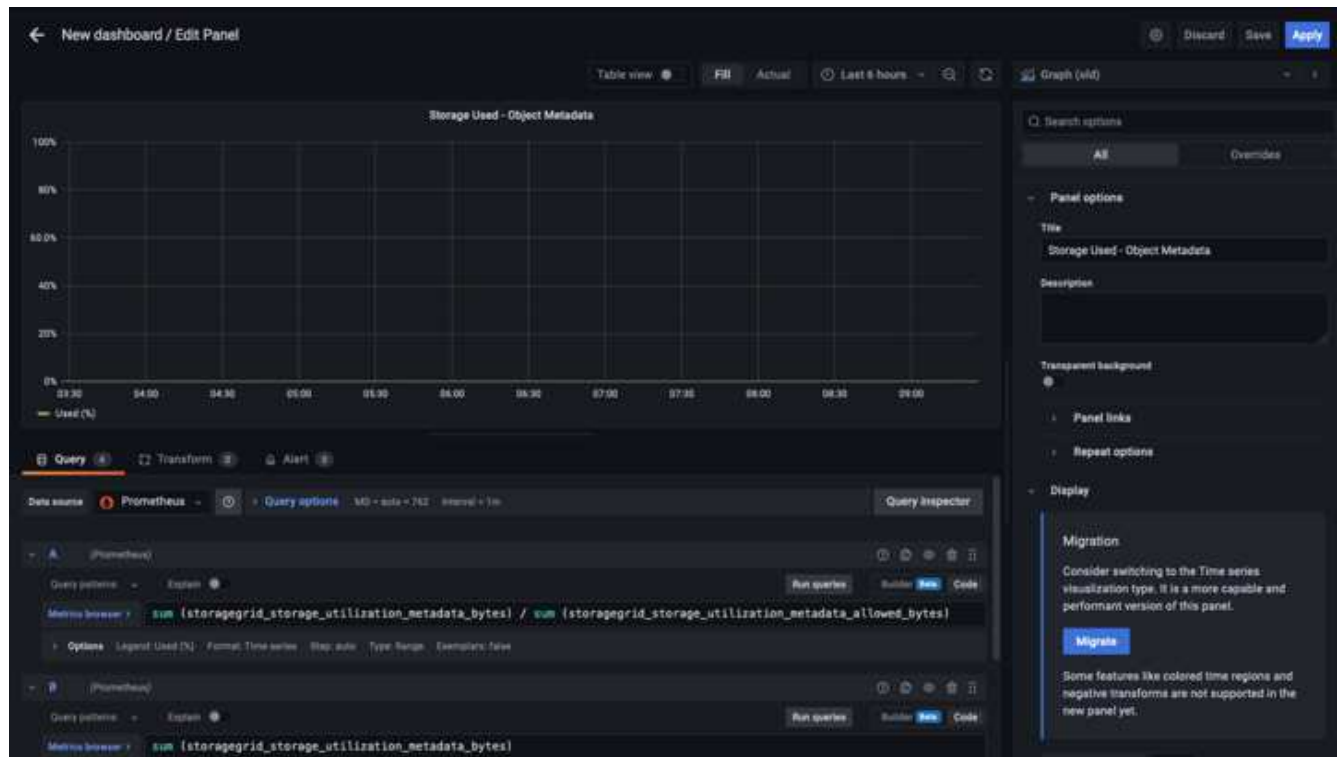 New dashboard / Edit Panel
Discard Save Apply
Table view Fill Actual Last 6 hours
Graph (old)
Storage Used - Object Metadata
Search options
All Overrides
100%
80%
60.0%
40%
20%
0%
03:30 04:00 04:30 05:00 05:30 06:00 06:30 07:00 07:30 08:00 08:30 09:00
Used (%)
Panel options
Title
Storage Used - Object Metadata
Description
Transparent background
Panel links
Repeat options
Display
Migration
Consider switching to the Time series
visualization type. It is a more capable and
performant version of this panel.
Migrate
Some features like colored time regions and
negative transforms are not supported in the
new panel yet.
Query 4 Transform Alert
Data source Prometheus Query options MD = auto = 762 Interval = 1m Query inspector
A (Prometheus)
Query patterns Explain Run queries Builder Beta Code
Metrics browser > sum (storagegrid_storage_utilization_metadata_bytes) / sum (storagegrid_storage_utilization_metadata_allowed_bytes)
Options Legend: Used (%) Format: Time series Step: auto Type: Range Exemplars: false
B (Prometheus)
Query patterns Explain Run queries Builder Beta Code
Metrics browser > sum (storagegrid_storage_utilization_metadata_bytes)